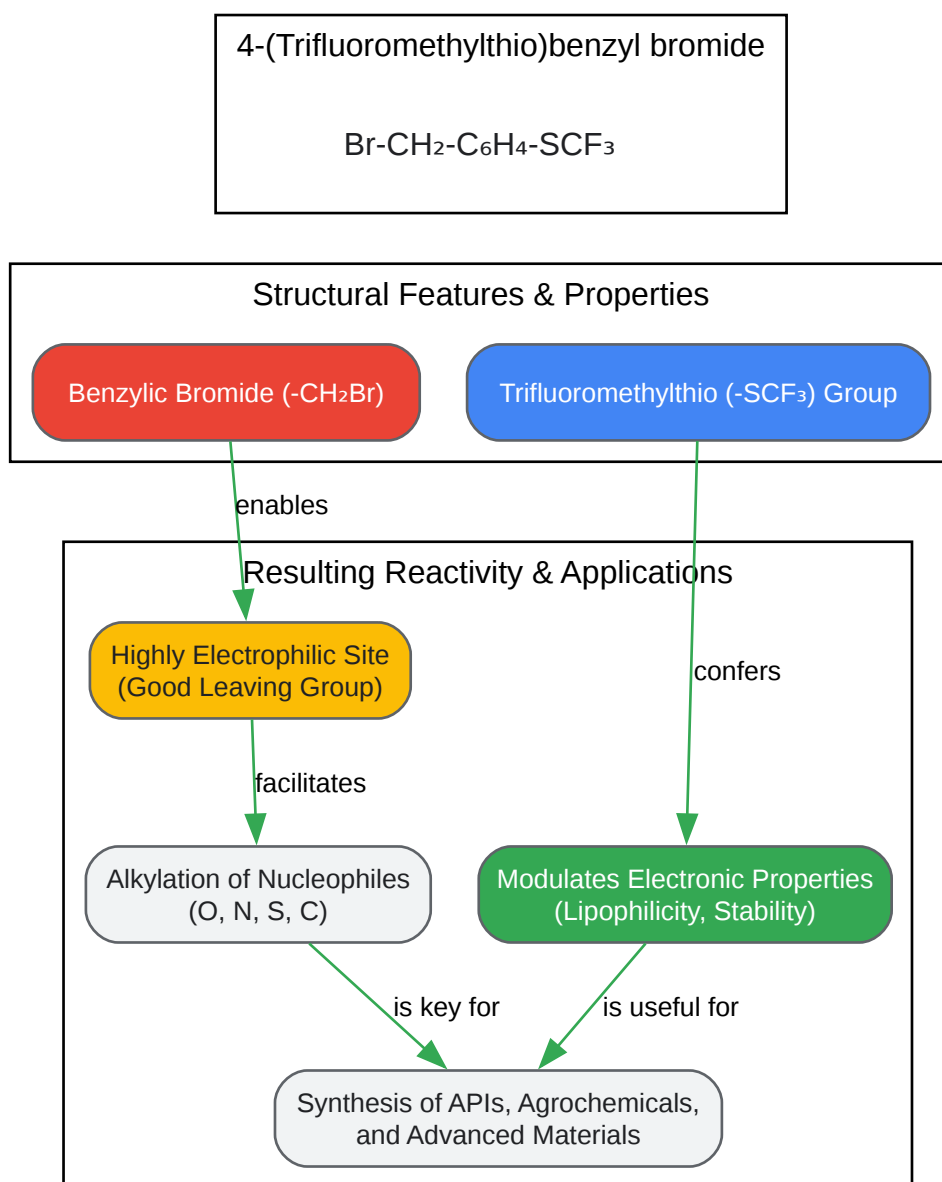 4-(Trifluoromethylthio)benzyl bromide
Br-CH₂-C₆H₄-SCF₃
Structural Features & Properties
Benzylic Bromide (-CH₂Br)
Trifluoromethylthio (-SCF₃) Group
enables
Resulting Reactivity & Applications
Highly Electrophilic Site
(Good Leaving Group)
confers
facilitates
Alkylation of Nucleophiles
(O, N, S, C)
Modulates Electronic Properties
(Lipophilicity, Stability)
is key for
is useful for
Synthesis of APIs, Agrochemicals,
and Advanced Materials